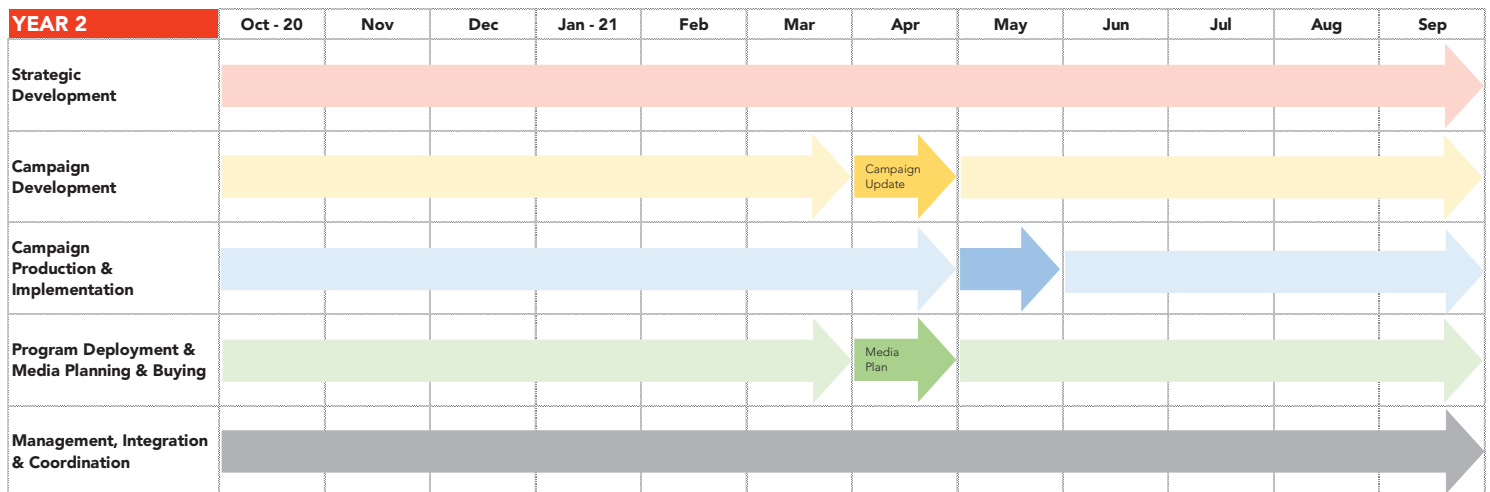 YEAR 2 Oct - 20 Nov Dec Jan - 21 Feb Mar Apr May Jun Jul Aug Sep
Strategic
Development
Campaign
Development
Campaign
Update
Campaign
Production &
Implementation
Program Deployment &
Media Planning & Buying
Media
Plan
Management, Integration
& Coordination